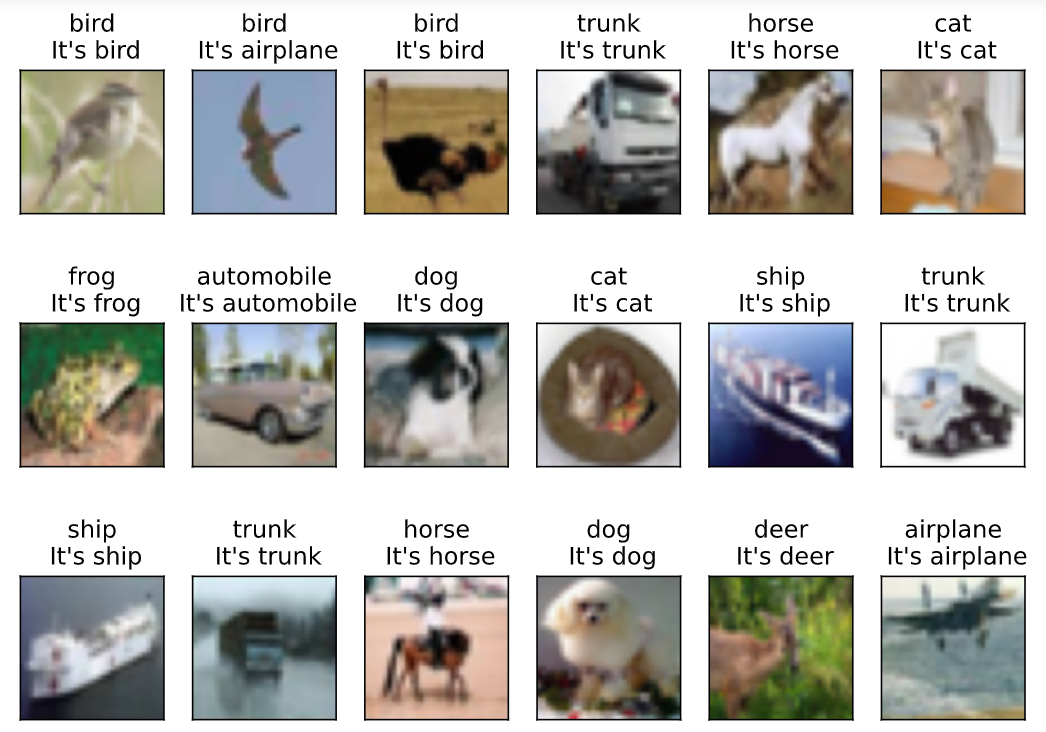 bird
It's bird
bird
It's airplane
bird
It's bird
trunk
It's trunk
horse
It's horse
cat
It's cat
frog
It's frog
automobile
It's automobile
dog
It's dog
cat
It's cat
ship
It's ship
trunk
It's trunk
ship
It's ship
trunk
It's trunk
horse
It's horse
dog
It's dog
deer
It's deer
airplane
It's airplane